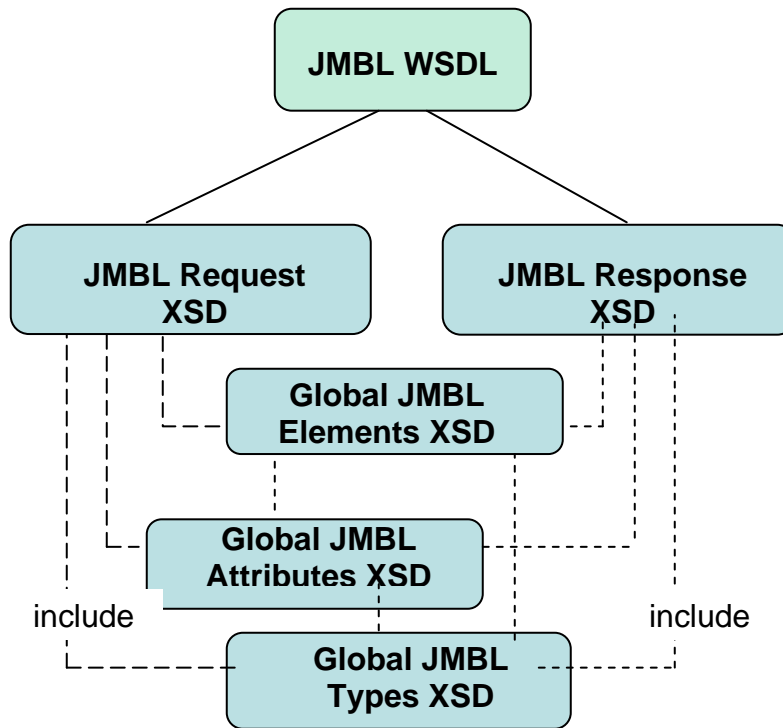 JMBL WSDL
JMBL Request
XSD
JMBL Response
XSD
Global JMBL
Elements XSD
Global JMBL
Attributes XSD
include
include
Global JMBL
Types XSD